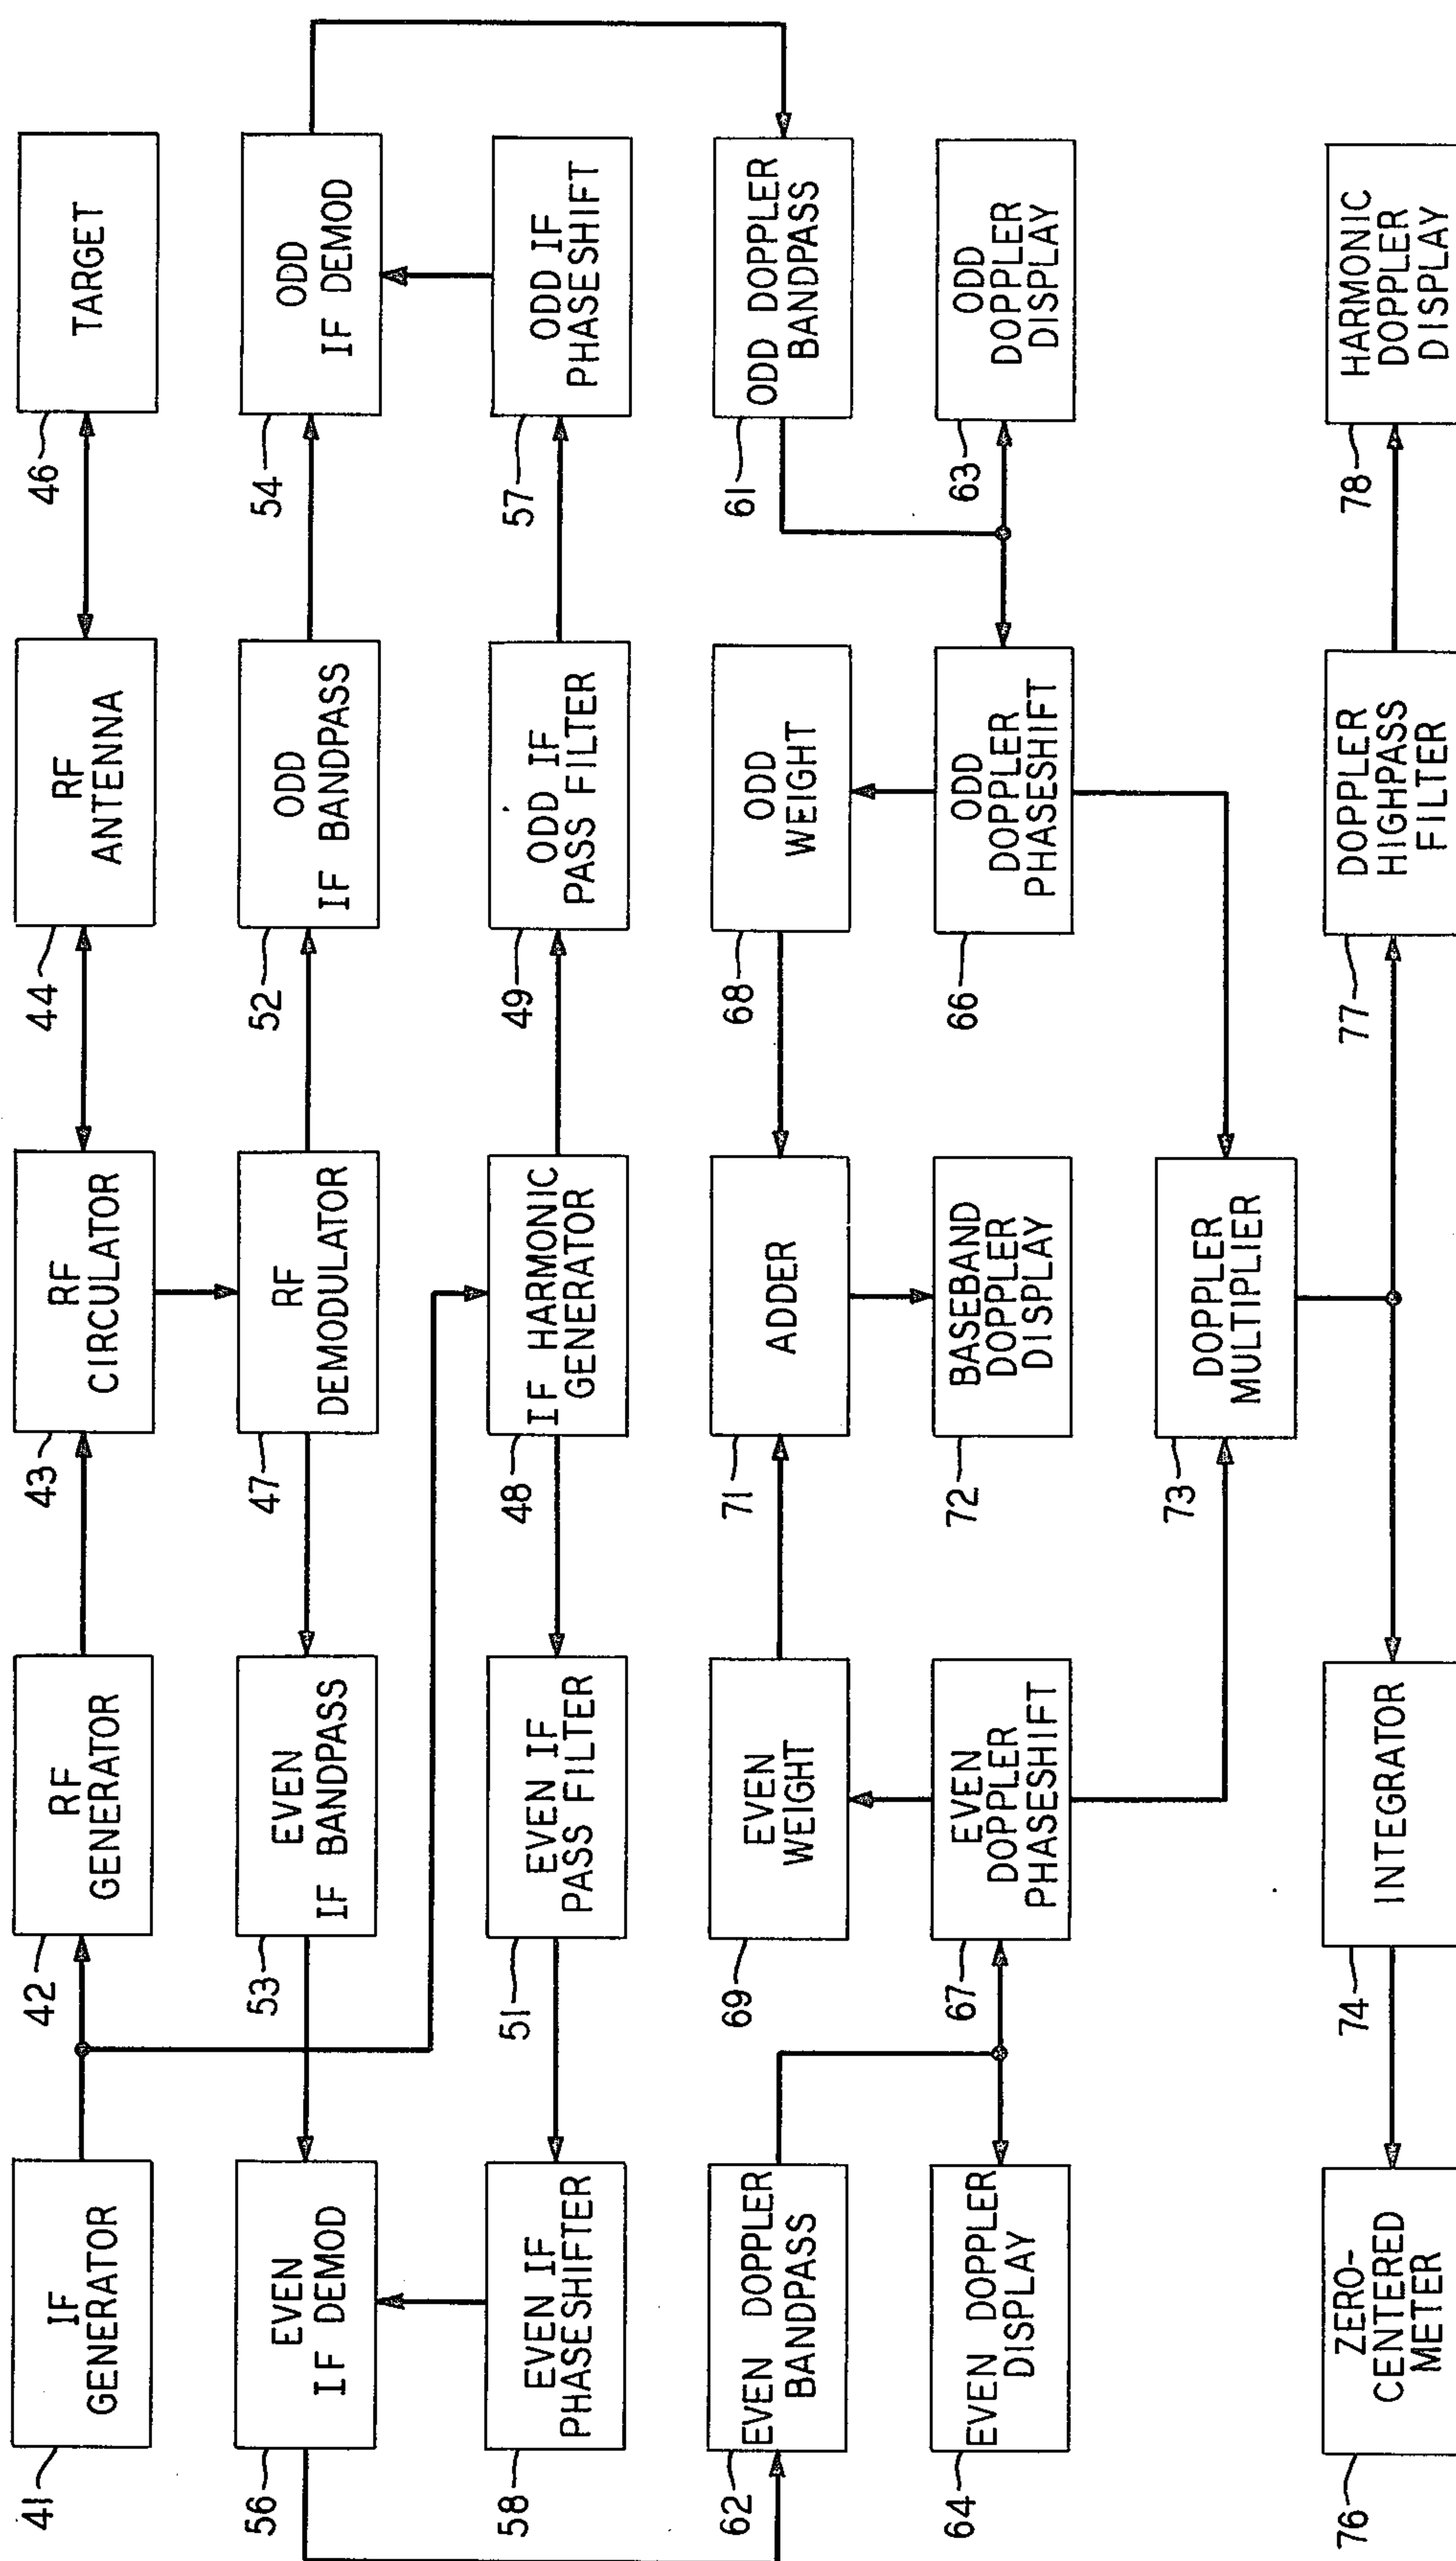 41
IF
GENERATOR
42
RF
GENERATOR
43
RF
CIRCULATOR
44
RF
ANTENNA
46
TARGET
56
EVEN
IF DEMOD
53
EVEN
IF BANDPASS
47
RF
DEMODULATOR
52
ODD
IF BANDPASS
54
ODD
IF DEMOD
58
EVEN IF
PHASESHIFTER
51
EVEN IF
PASS FILTER
48
IF HARMONIC
GENERATOR
49
ODD IF
PASS FILTER
57
ODD IF
PHASESHIFT
62
EVEN DOPPLER
BANDPASS
69
EVEN
WEIGHT
71
ADDER
68
ODD
WEIGHT
61
ODD DOPPLER
BANDPASS
64
EVEN DOPPLER
DISPLAY
67
EVEN
DOPPLER
PHASESHIFT
72
BASEBAND
DOPPLER
DISPLAY
66
ODD
DOPPLER
PHASESHIFT
63
ODD
DOPPLER
DISPLAY
73
DOPPLER
MULTIPLIER
76
ZERO-
CENTERED
METER
74
INTEGRATOR
77
DOPPLER
HIGHPASS
FILTER
78
HARMONIC
DOPPLER
DISPLAY